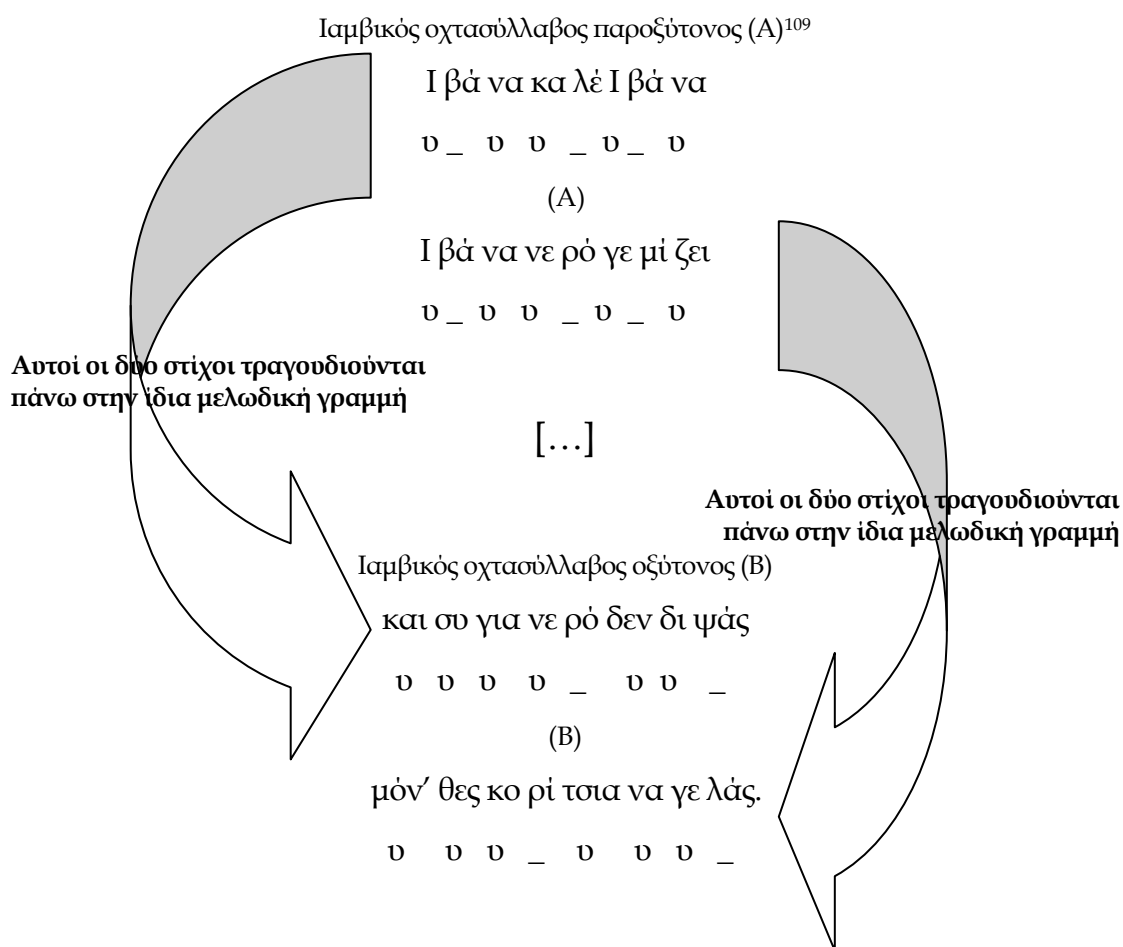 Ιαμβικός οχτασύλλαβος παροξύτονος (Α)¹⁰⁹
Ι βά να κα λέ Ι βά να
υ _ υ υ _ υ _ υ
(Α)
Ι βά να νε ρό γε μί ζει
υ _ υ υ _ υ _ υ
Αυτοί οι δύο στίχοι τραγουδιούνται
πάνω στην ίδια μελωδική γραμμή
[…]
Αυτοί οι δύο στίχοι τραγουδιούνται
πάνω στην ίδια μελωδική γραμμή
Ιαμβικός οχτασύλλαβος οξύτονος (Β)
και συ για νε ρό δεν δι ψάς
υ υ υ υ _ υ υ _
(Β)
μόν’ θες κο ρί τσια να γε λάς.
υ υ υ _ υ υ υ _